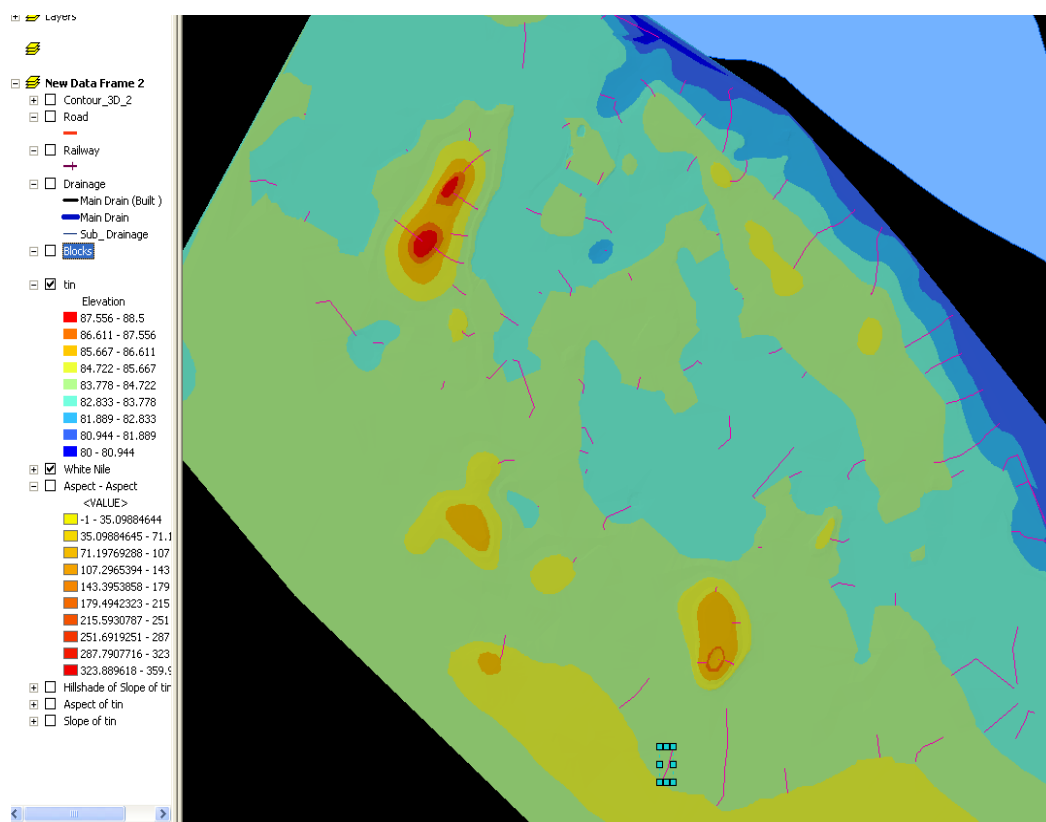 Layers
New Data Frame 2
Contour_3D_2
Road
Railway
Drainage
Main Drain (Built )
Main Drain
Sub_ Drainage
Blocks
tin
Elevation
87.556 - 88.5
86.611 - 87.556
85.667 - 86.611
84.722 - 85.667
83.778 - 84.722
82.833 - 83.778
81.889 - 82.833
80.944 - 81.889
80 - 80.944
White Nile
Aspect - Aspect
<VALUE>
-1 - 35.09884644
35.09884645 - 71.1
71.19769288 - 107
107.2965394 - 143
143.3953858 - 179
179.4942323 - 215
215.5930787 - 251
251.6919251 - 287
287.7907716 - 323
323.889618 - 359.9
Hillshade of Slope of tin
Aspect of tin
Slope of tin